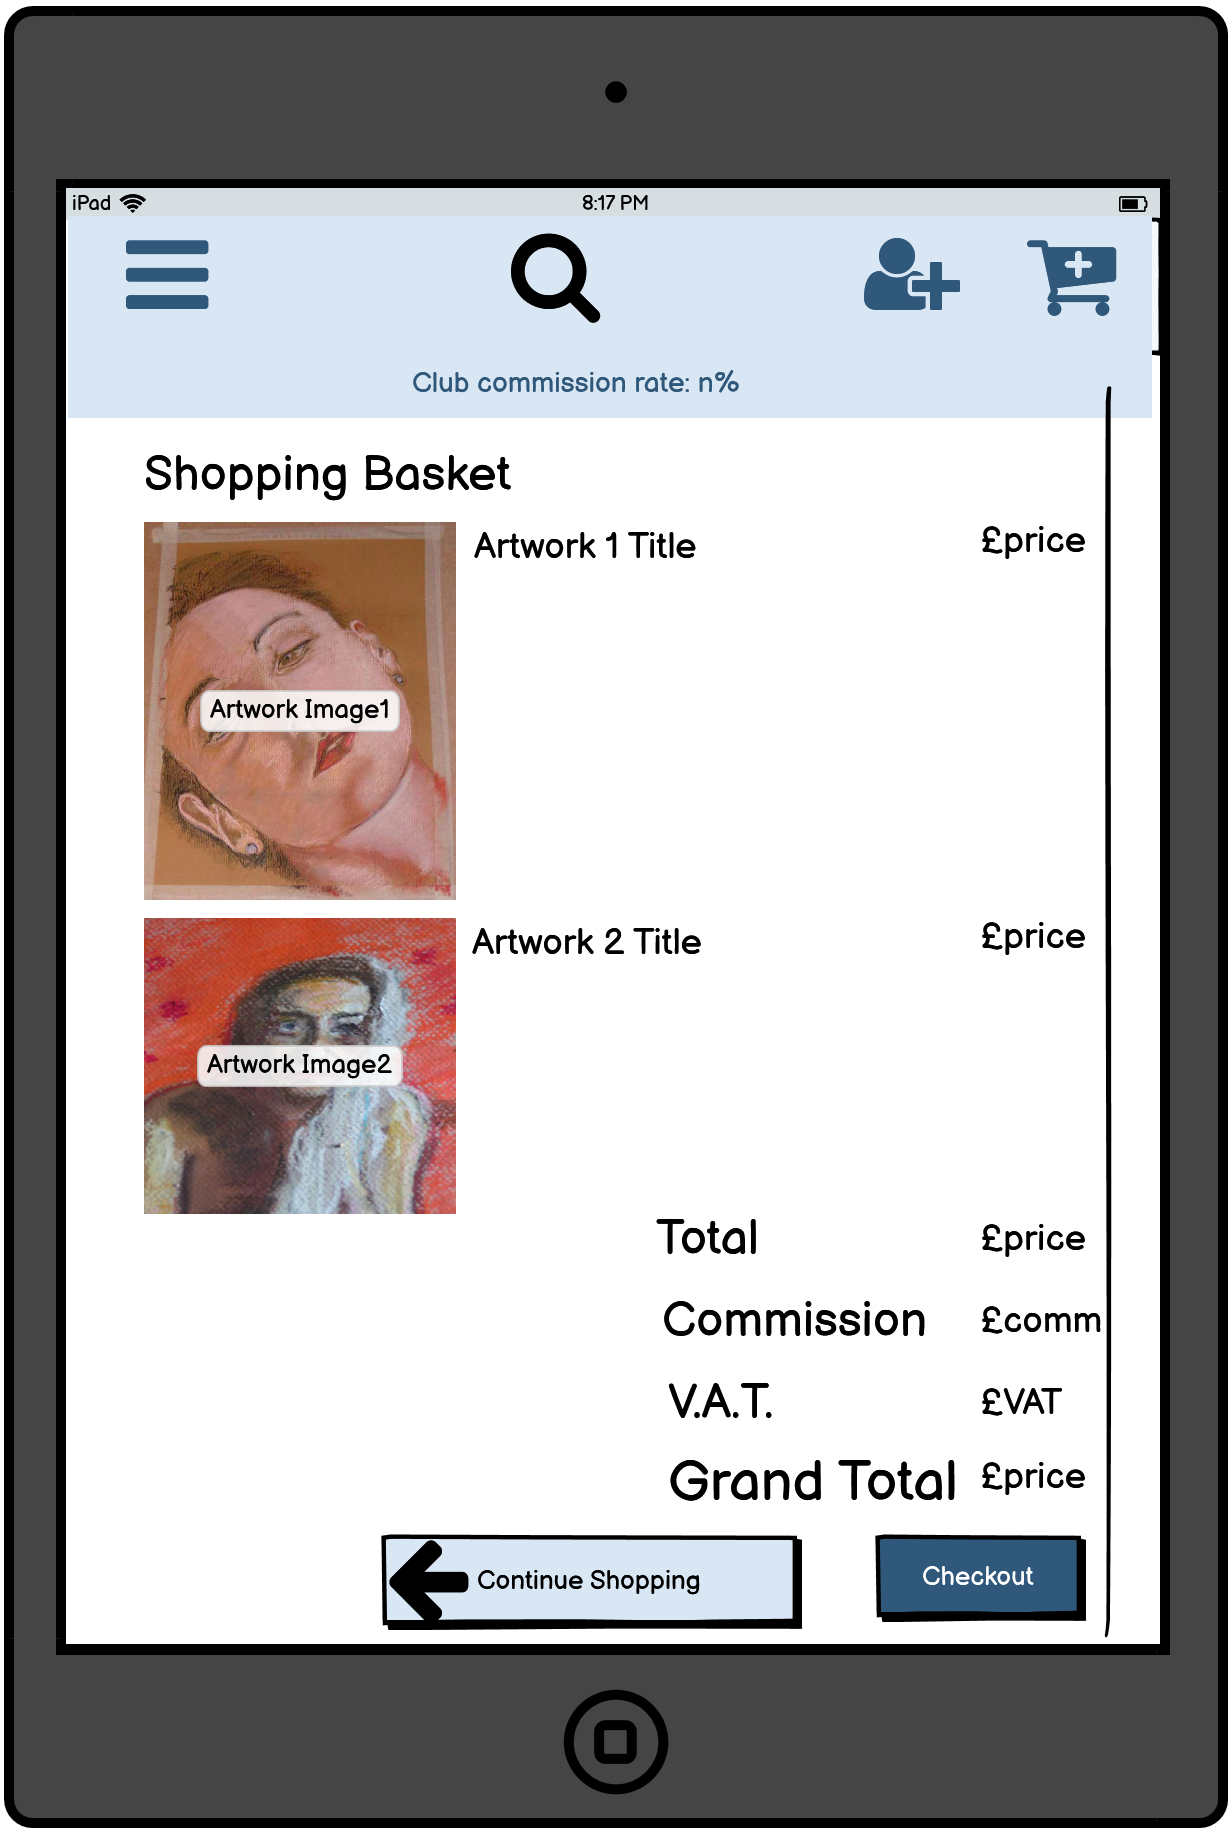 iPad 8:17 PM
Club commission rate: n%
Shopping Basket
Artwork 1 Title £price
Artwork Image1
Artwork 2 Title £price
Artwork Image2
Total £price
Commission £comm
V.A.T. £VAT
Grand Total £price
Continue Shopping Checkout